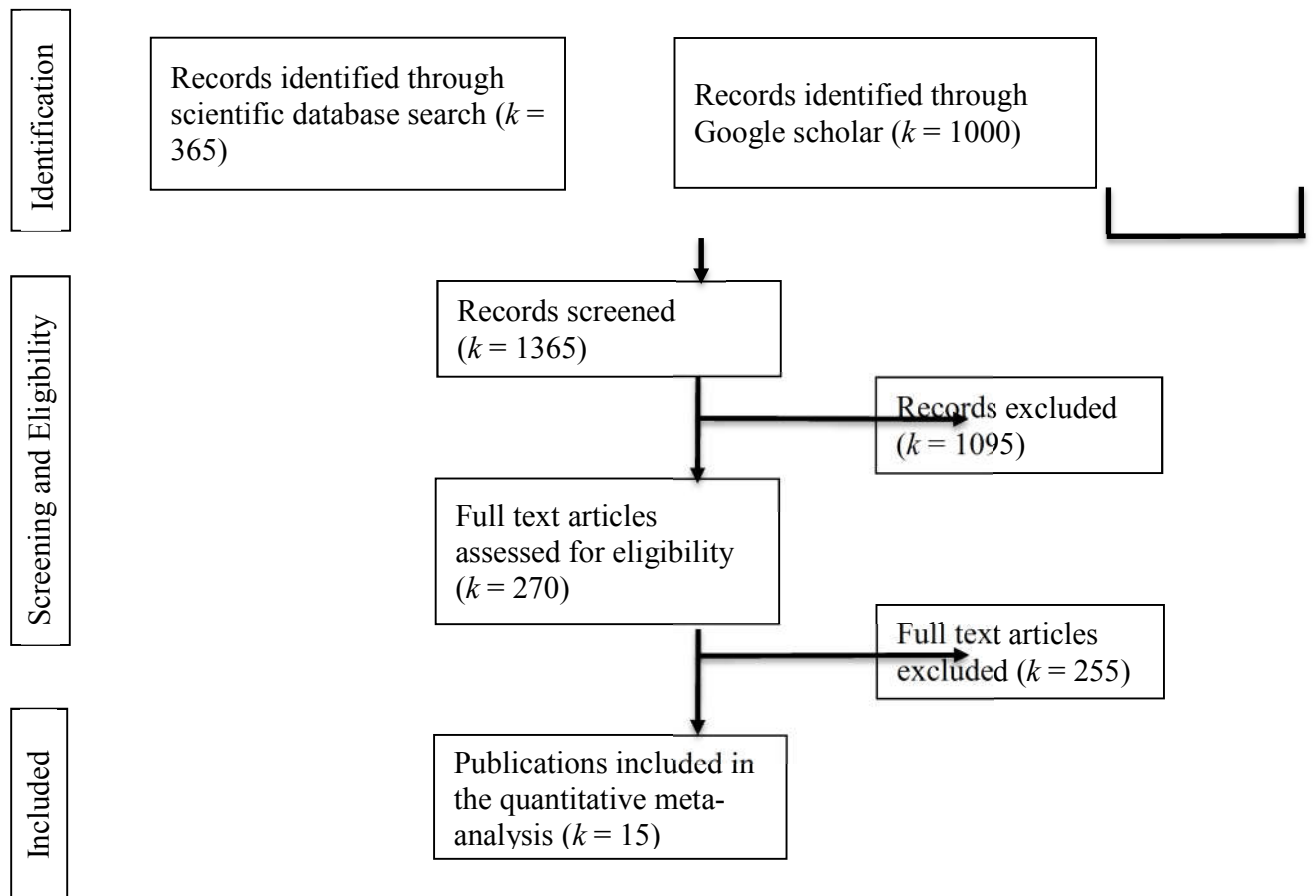 Identification
Records identified through
scientific database search (k =
365)
Records identified through
Google scholar (k = 1000)
Screening and Eligibility
Records screened
(k = 1365)
Records excluded
(k = 1095)
Full text articles
assessed for eligibility
(k = 270)
Full text articles
excluded (k = 255)
Included
Publications included in
the quantitative meta-
analysis (k = 15)